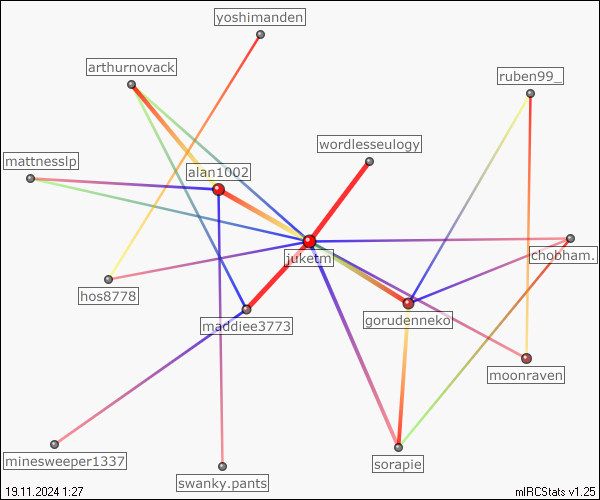 yoshimanden
arthurnovack
ruben99_
wordlesseulogy
mattnesslp
alan1002
juketm
chobham.
hos8778
maddiee3773
gorudenneko
moonraven
minesweeper1337
sorapie
swanky.pants
19.11.2024 1:27
mIRCStats v1.25